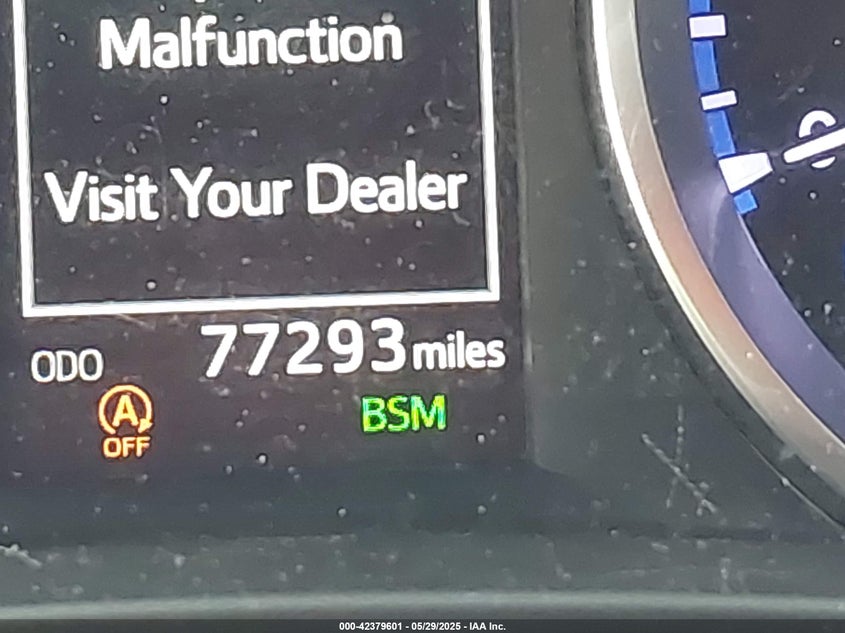 Malfunction
Visit Your Dealer
ODO 77293 miles
A
OFF
BSM
C
000-42379601 - 05/29/2025 - IAA Inc.